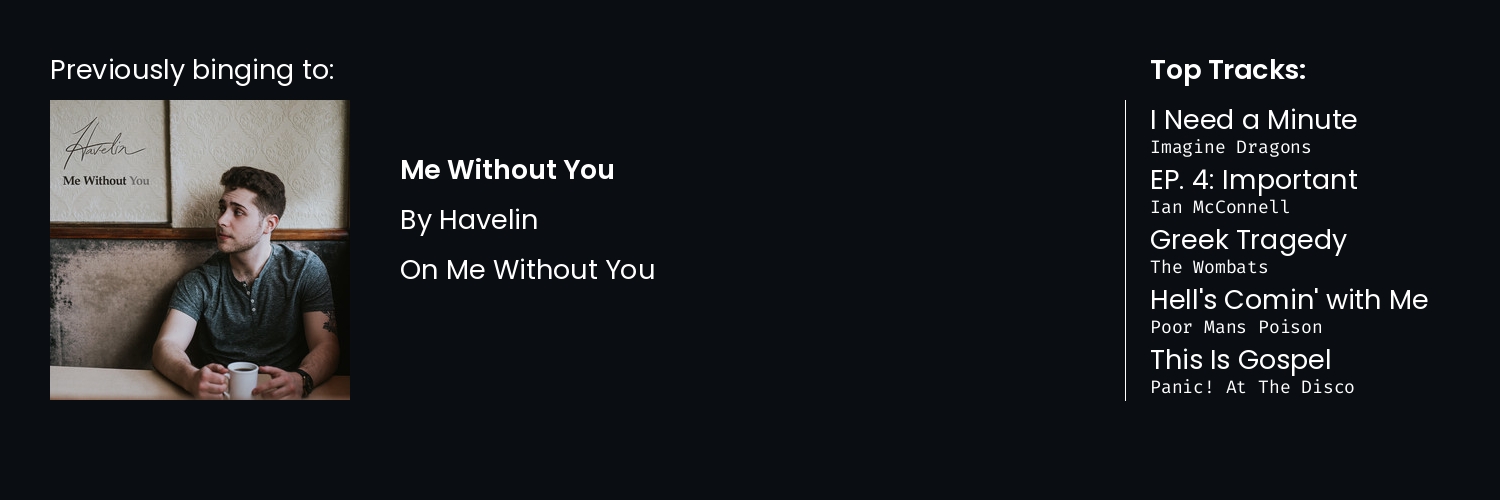 Previously binging to:
Havelin
Me Without You
Me Without You
By Havelin
On Me Without You
Top Tracks:
I Need a Minute
Imagine Dragons
EP. 4: Important
Ian McConnell
Greek Tragedy
The Wombats
Hell's Comin' with Me
Poor Mans Poison
This Is Gospel
Panic! At The Disco